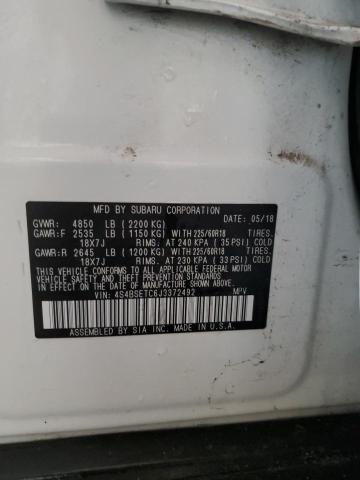 MFD BY SUBARU CORPORATION
GVWR: 4850 LB (2200 KG) DATE: 05/18
GAWR:F 2535 LB (1150 KG) WITH 225/60R18 TIRES.
18X7J RIMS. AT 240 KPA (35 PSI) COLD
GAWR:R 2645 LB (1200 KG) WITH 225/60R18 TIRES.
18X7J RIMS. AT 230 KPA (33 PSI) COLD
THIS VEHICLE CONFORMS TO ALL APPLICABLE FEDERAL MOTOR
VEHICLE SAFETY AND THEFT PREVENTION STANDARDS IN
EFFECT ON THE DATE OF MANUFACTURE SHOWN ABOVE.
VIN: 4S4BSETC6J3372492 MPV
ASSEMBLED BY SIA INC. MADE IN U.S.A.